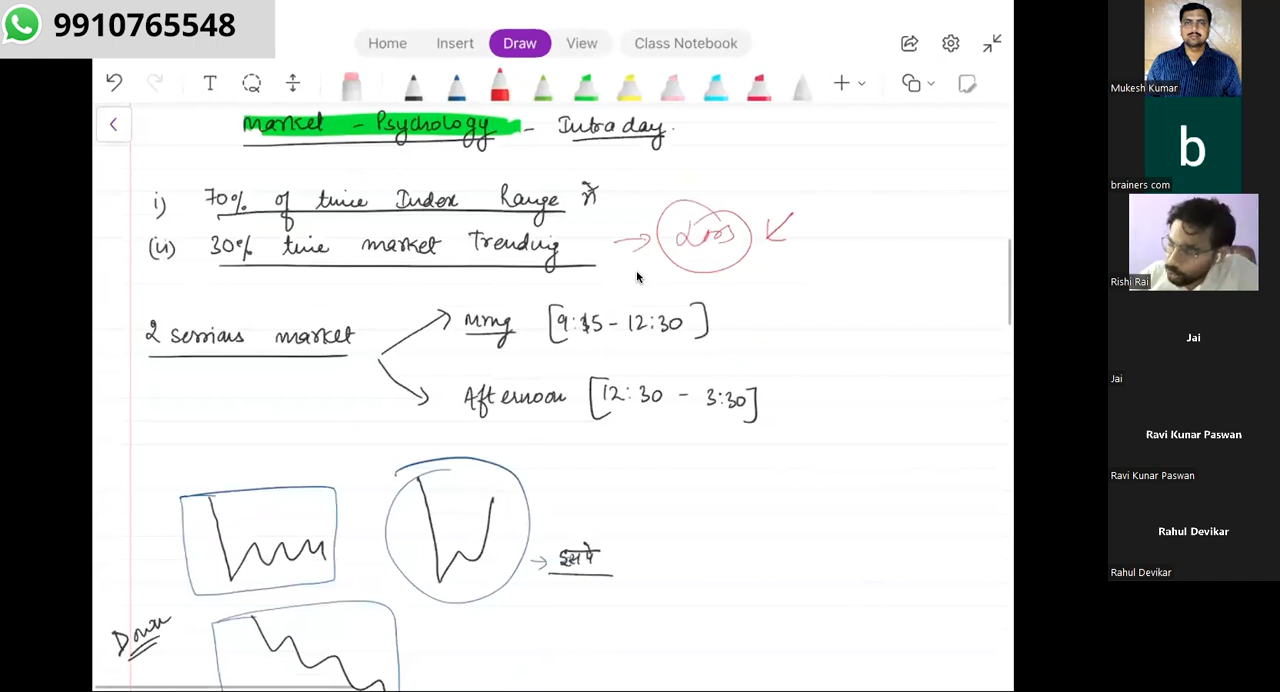 9910765548
Home Insert Draw View Class Notebook
Market - Psychology - Intraday.
i) 70% of time Index Range में
(ii) 30% time market Trending → Loss
2 sessions market
Mrng [9:15 - 12:30]
Afternoon [12:30 - 3:30]
→ इसमे
Down
Mukesh Kumar
b
brainers com
Rishi Rai
Jai
Jai
Ravi Kunar Paswan
Ravi Kunar Paswan
Rahul Devikar
Rahul Devikar